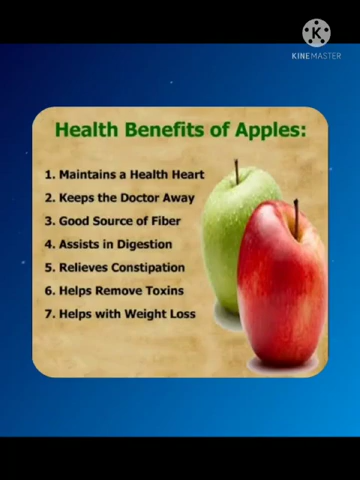 K
KINEMASTER
Health Benefits of Apples:
1. Maintains a Health Heart
2. Keeps the Doctor Away
3. Good Source of Fiber
4. Assists in Digestion
5. Relieves Constipation
6. Helps Remove Toxins
7. Helps with Weight Loss